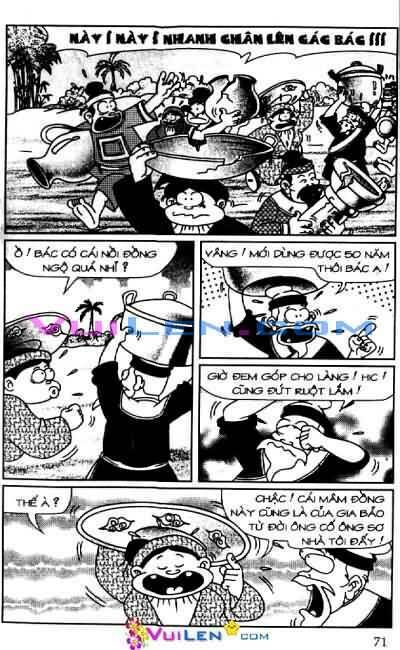 NÀY! NÀY! NHANH CHÂN LÊN CÁC BÁC!!!
Ồ! BÁC CÓ CÁI NỒI ĐỒNG
NGỘ QUÁ NHỈ?
VÂNG! MỚI DÙNG ĐƯỢC 50 NĂM
THÔI BÁC Ạ!
VUILEN.COM
GIỜ ĐEM GÓP CHO LÀNG! HIC!
CŨNG ĐỨT RUỘT LẮM!
THẾ À?
CHẬC! CÁI MÂM ĐỒNG
NÀY CŨNG LÀ CỦA GIA BẢO
TỪ ĐỜI ÔNG CỐ ÔNG SƠ
NHÀ TÔI ĐẤY!
71
VUILEN.COM